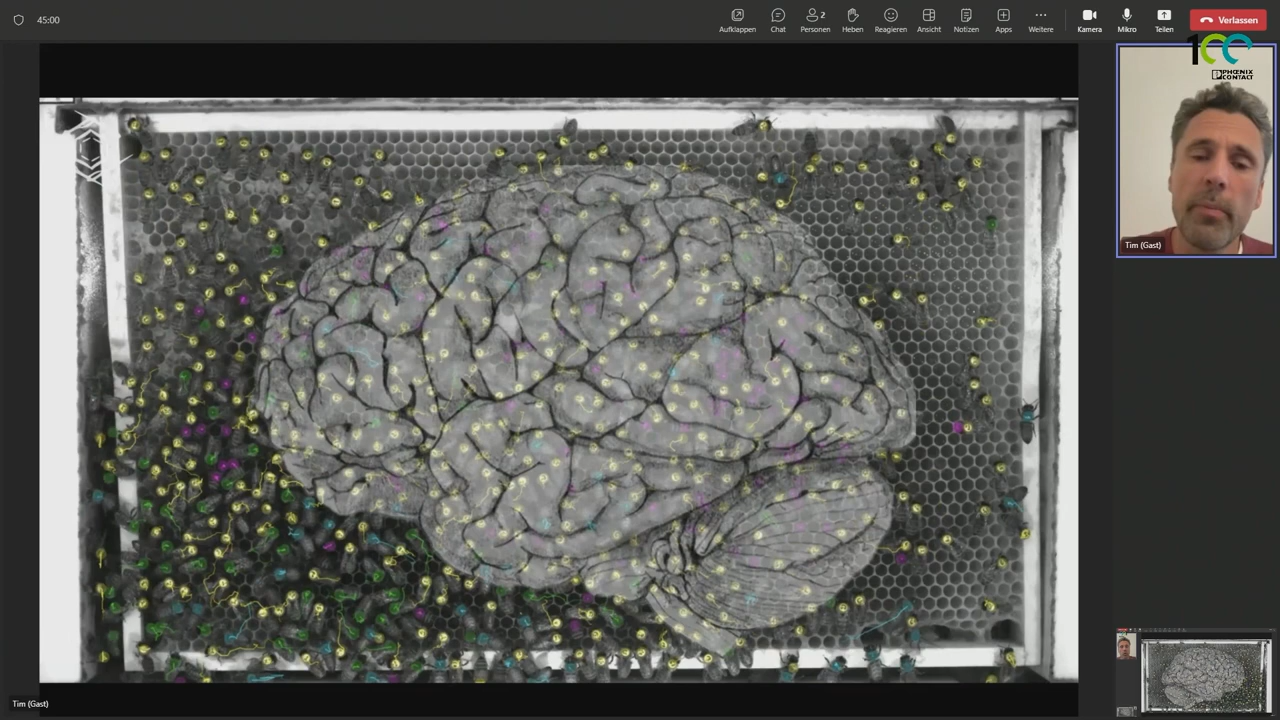 45:00
Aufklappen
Chat
2
Personen
Heben
Reagieren
Ansicht
Notizen
Apps
Weitere
Kamera
Mikro
Teilen
Verlassen
100
PHOENIX
CONTACT
Tim (Gast)
Tim (Gast)